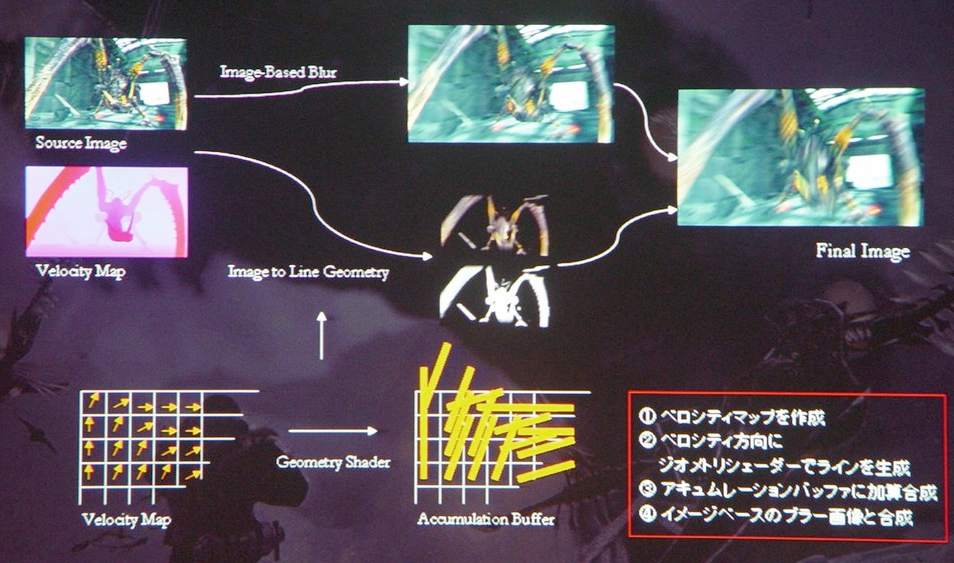 Image-Based Blur
Source Image
Velocity Map
Image to Line Geometry
Final Image
Geometry Shader
Velocity Map
Accumulation Buffer
① ベロシティマップを作成
② ベロシティ方向に
ジオメトリシェーダーでラインを生成
③ アキュムレーションバッファに加算合成
④ イメージベースのブラー画像と合成